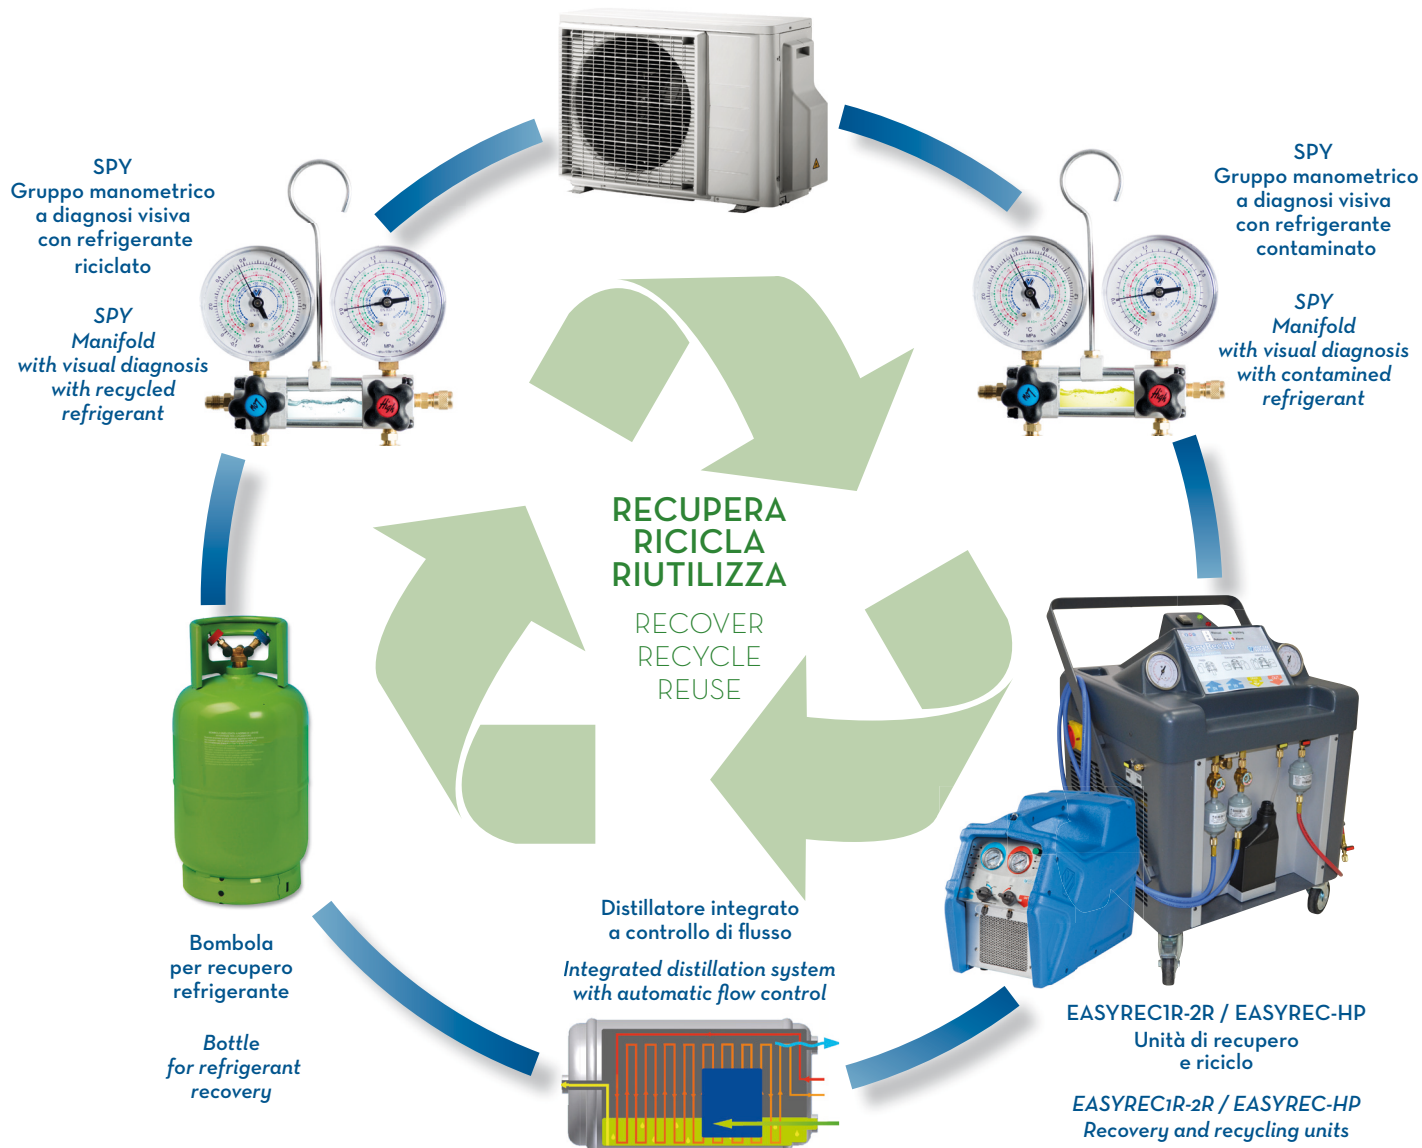 SPY
Gruppo manometrico
a diagnosi visiva
con refrigerante
riciclato
SPY
Manifold
with visual diagnosis
with recycled
refrigerant
SPY
Gruppo manometrico
a diagnosi visiva
con refrigerante
contaminato
SPY
Manifold
with visual diagnosis
with contamined
refrigerant
High
High
RECUPERA
RICICLA
RIUTILIZZA
RECOVER
RECYCLE
REUSE
Bombola
per recupero
refrigerante
Bottle
for refrigerant
recovery
Distillatore integrato
a controllo di flusso
Integrated distillation system
with automatic flow control
EASYREC1R-2R / EASYREC-HP
Unità di recupero
e riciclo
EASYREC1R-2R / EASYREC-HP
Recovery and recycling units